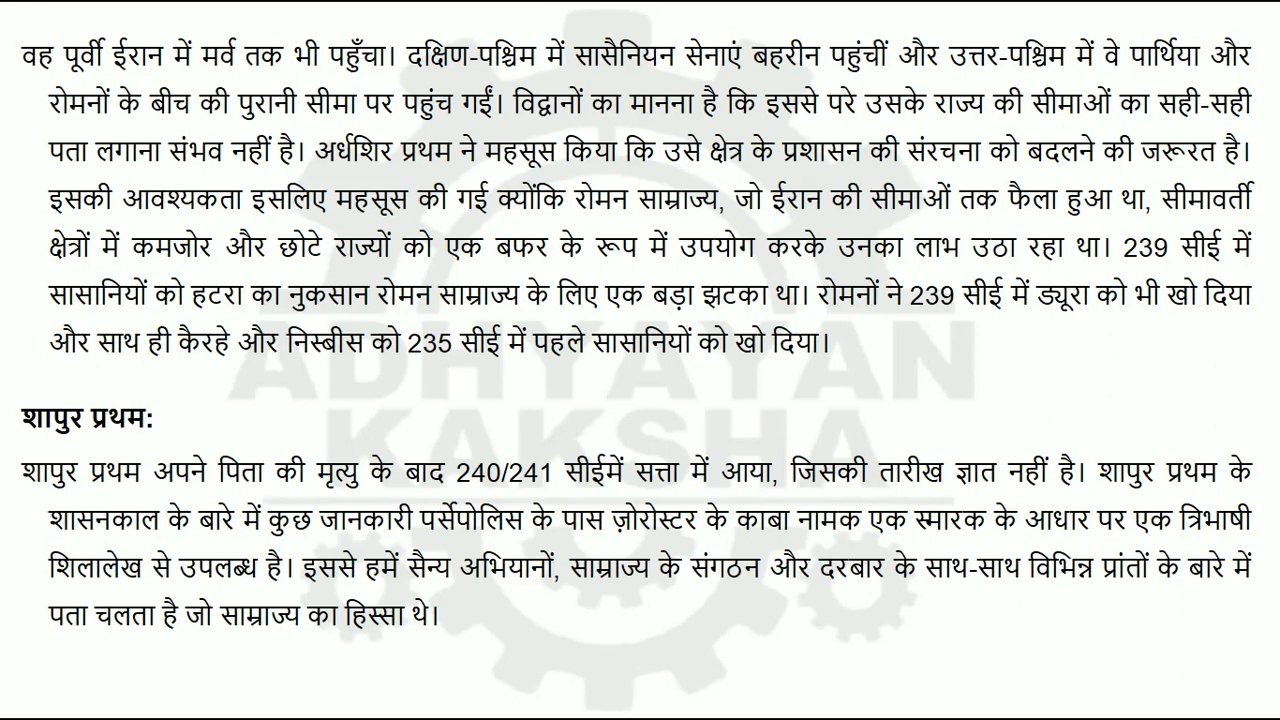 वह पूर्वी ईरान में मर्व तक भी पहुँचा। दक्षिण-पश्चिम में सासैनियन सेनाएं बहरीन पहुंचीं और उत्तर-पश्चिम में वे पार्थिया और
रोमनों के बीच की पुरानी सीमा पर पहुंच गईं। विद्वानों का मानना है कि इससे परे उसके राज्य की सीमाओं का सही-सही
पता लगाना संभव नहीं है। अर्धशिर प्रथम ने महसूस किया कि उसे क्षेत्र के प्रशासन की संरचना को बदलने की जरूरत है।
इसकी आवश्यकता इसलिए महसूस की गई क्योंकि रोमन साम्राज्य, जो ईरान की सीमाओं तक फैला हुआ था, सीमावर्ती
क्षेत्रों में कमजोर और छोटे राज्यों को एक बफर के रूप में उपयोग करके उनका लाभ उठा रहा था। 239 सीई में
सासानियों को हटरा का नुकसान रोमन साम्राज्य के लिए एक बड़ा झटका था। रोमनों ने 239 सीई में ड्यूरा को भी खो दिया
और साथ ही कैरहे और निस्बीस को 235 सीई में पहले सासानियों को खो दिया।
शापुर प्रथम:
शापुर प्रथम अपने पिता की मृत्यु के बाद 240/241 सीईमें सत्ता में आया, जिसकी तारीख ज्ञात नहीं है। शापुर प्रथम के
शासनकाल के बारे में कुछ जानकारी पर्सेपोलिस के पास ज़ोरोस्टर के काबा नामक एक स्मारक के आधार पर एक त्रिभाषी
शिलालेख से उपलब्ध है। इससे हमें सैन्य अभियानों, साम्राज्य के संगठन और दरबार के साथ-साथ विभिन्न प्रांतों के बारे में
पता चलता है जो साम्राज्य का हिस्सा थे।
ADHYAYAN
KAKSHA